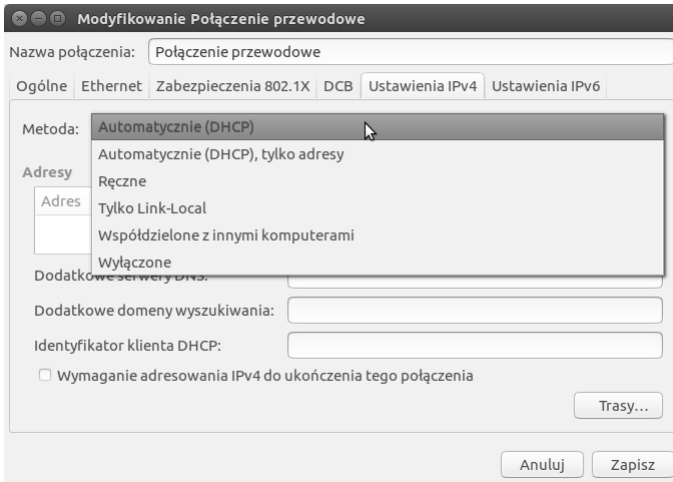 Modyfikowanie Połączenie przewodowe
Nazwa połączenia: Połączenie przewodowe
Ogólne Ethernet Zabezpieczenia 802.1X DCB Ustawienia IPv4 Ustawienia IPv6
Metoda: Automatycznie (DHCP)
Automatycznie (DHCP), tylko adresy
Adresy
Ręczne
Adres
Tylko Link-Local
Współdzielone z innymi komputerami
Wyłączone
Dodatkowe serwery DNS:
Dodatkowe domeny wyszukiwania:
Identyfikator klienta DHCP:
Wymaganie adresowania IPv4 do ukończenia tego połączenia
Trasy...
Anuluj Zapisz